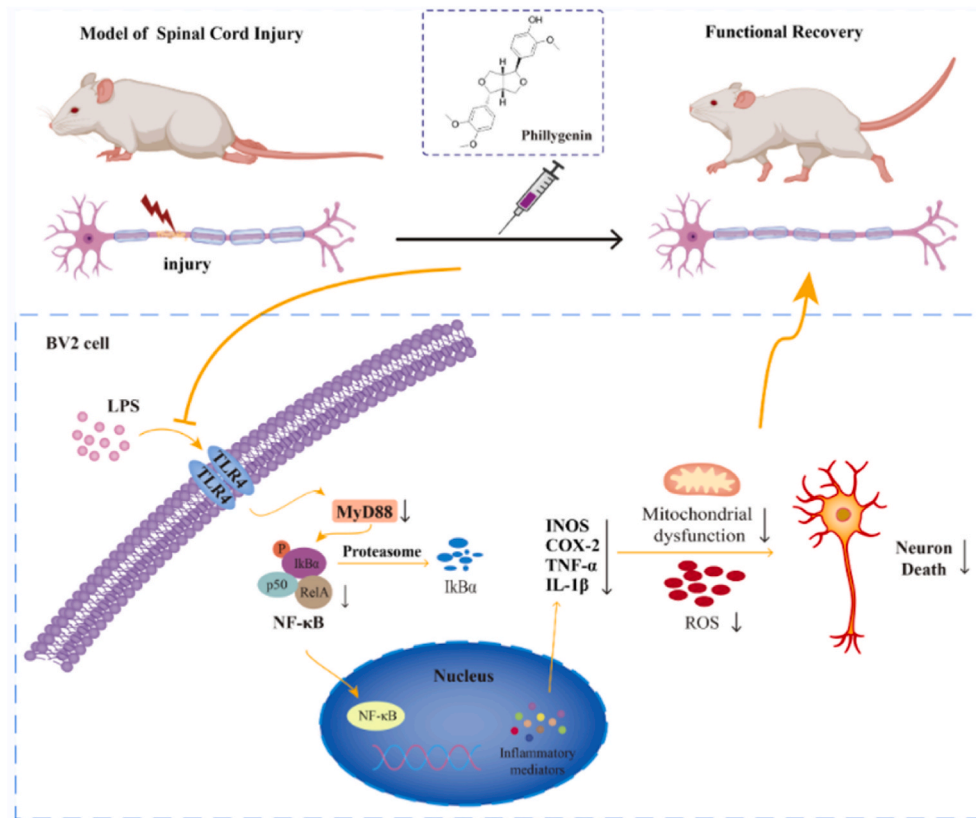 Model of Spinal Cord Injury
Functional Recovery
OH
O
H
O
O
H
O
O
Phillygenin
injury
BV2 cell
LPS
TLR4
TLR4
MyD88
P
IkBα
p50
RelA
NF-κB
Proteasome
IkBα
INOS
COX-2
TNF-α
IL-1β
Mitochondrial
dysfunction
ROS
Neuron
Death
Nucleus
NF-κB
Inflammatory
mediators